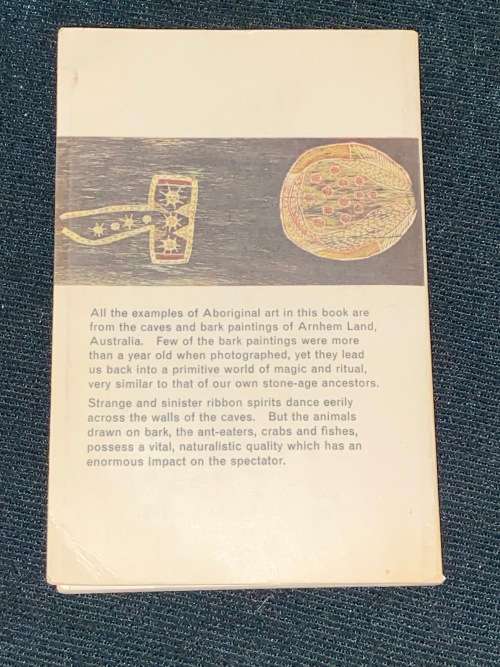 All the examples of Aboriginal art in this book are
from the caves and bark paintings of Arnhem Land,
Australia. Few of the bark paintings were more
than a year old when photographed, yet they lead
us back into a primitive world of magic and ritual,
very similar to that of our own stone-age ancestors.
Strange and sinister ribbon spirits dance eerily
across the walls of the caves. But the animals
drawn on bark, the ant-eaters, crabs and fishes,
possess a vital, naturalistic quality which has an
enormous impact on the spectator.